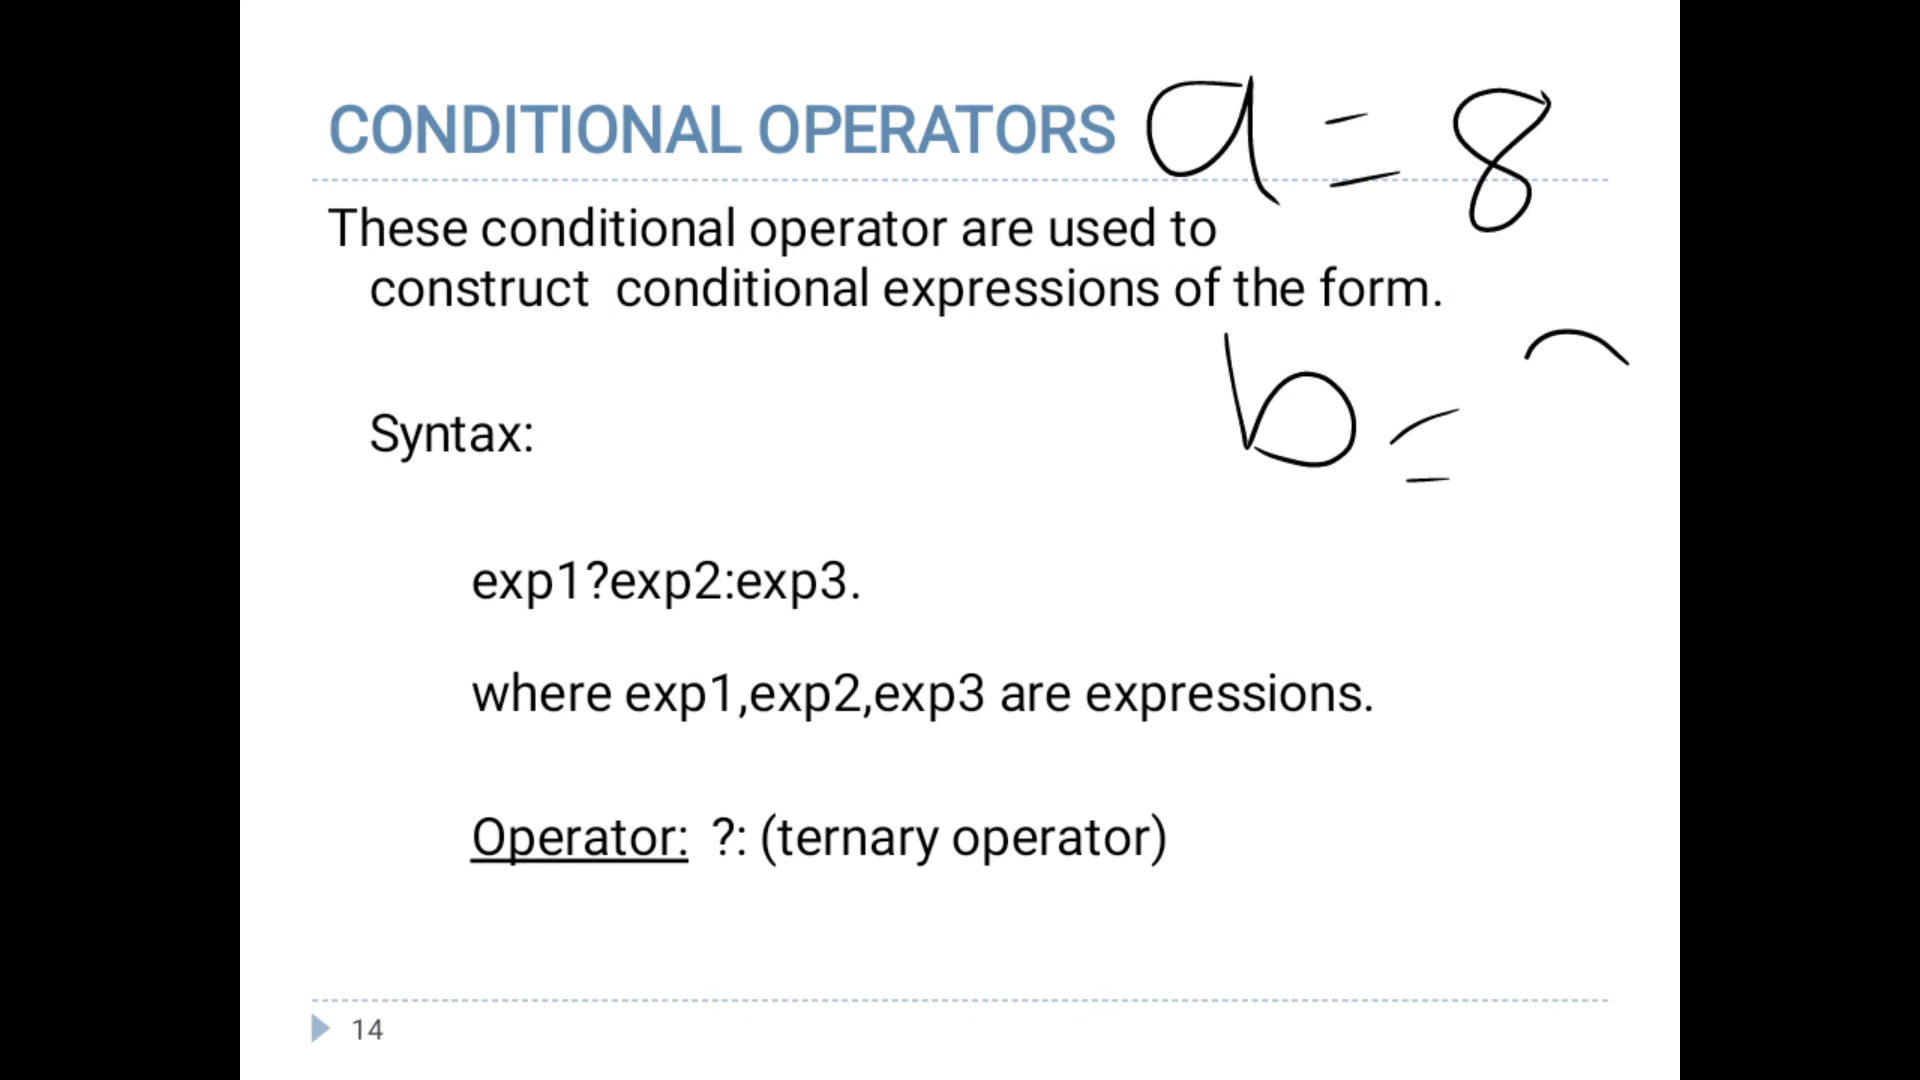 CONDITIONAL OPERATORS a = 8
These conditional operator are used to
construct conditional expressions of the form.
b =
Syntax:
exp1?exp2:exp3.
where exp1,exp2,exp3 are expressions.
Operator: ?: (ternary operator)
14